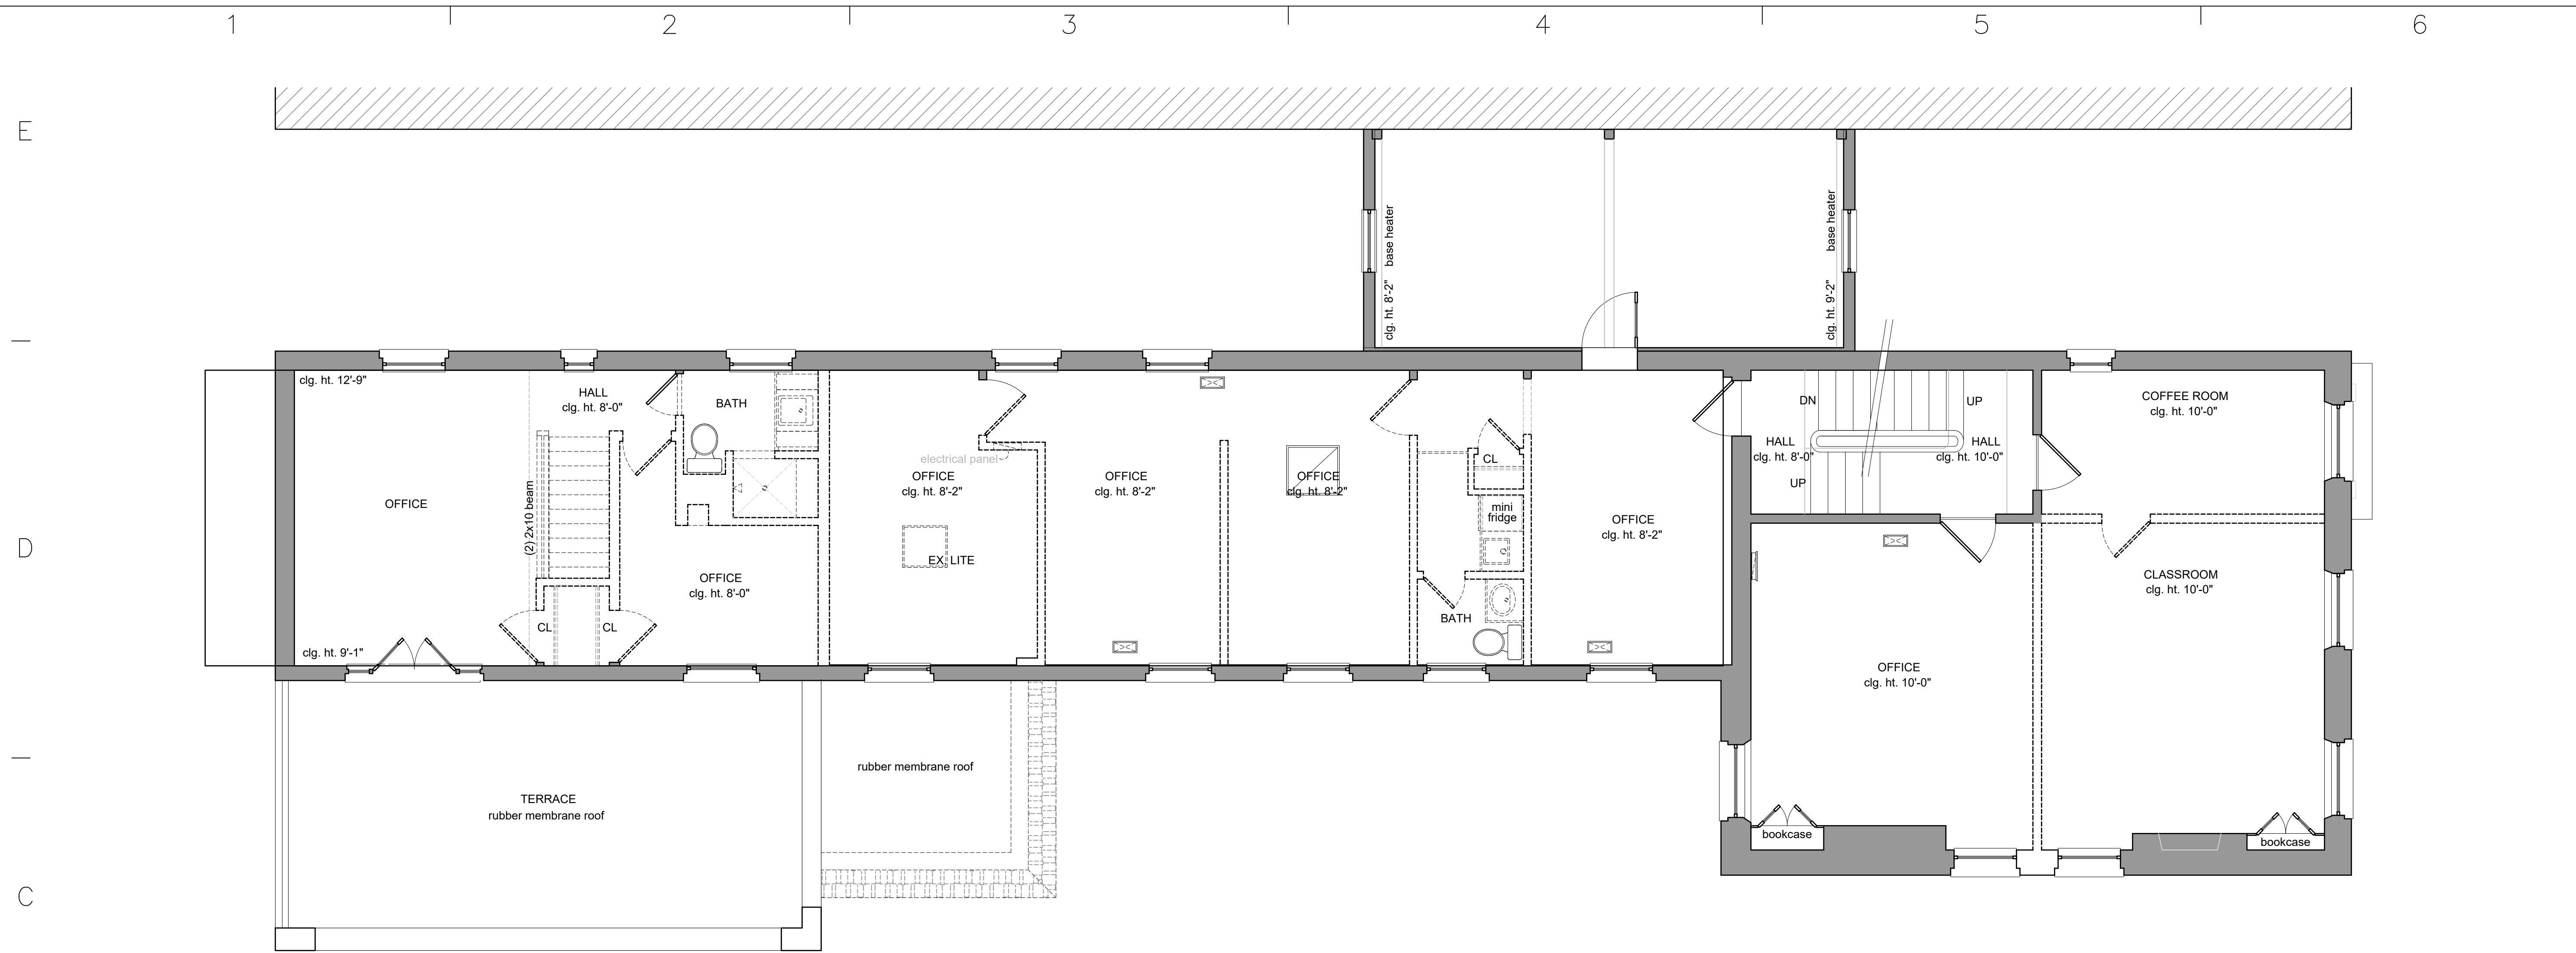 1 2 3 4 5 6
E
base heater
clg. ht. 8'-2"
base heater
clg. ht. 9'-2"
clg. ht. 12'-9"
HALL
clg. ht. 8'-0"
BATH
DN
UP
COFFEE ROOM
clg. ht. 10'-0"
HALL
clg. ht. 8'-0"
HALL
clg. ht. 10'-0"
UP
electrical panel
CL
OFFICE
(2) 2x10 beam
OFFICE
clg. ht. 8'-2"
OFFICE
clg. ht. 8'-2"
OFFICE
clg. ht. 8'-2"
mini
fridge
OFFICE
clg. ht. 8'-2"
D
EX. LITE
OFFICE
clg. ht. 8'-0"
CLASSROOM
clg. ht. 10'-0"
CL
CL
BATH
clg. ht. 9'-1"
OFFICE
clg. ht. 10'-0"
rubber membrane roof
TERRACE
rubber membrane roof
bookcase
bookcase
C